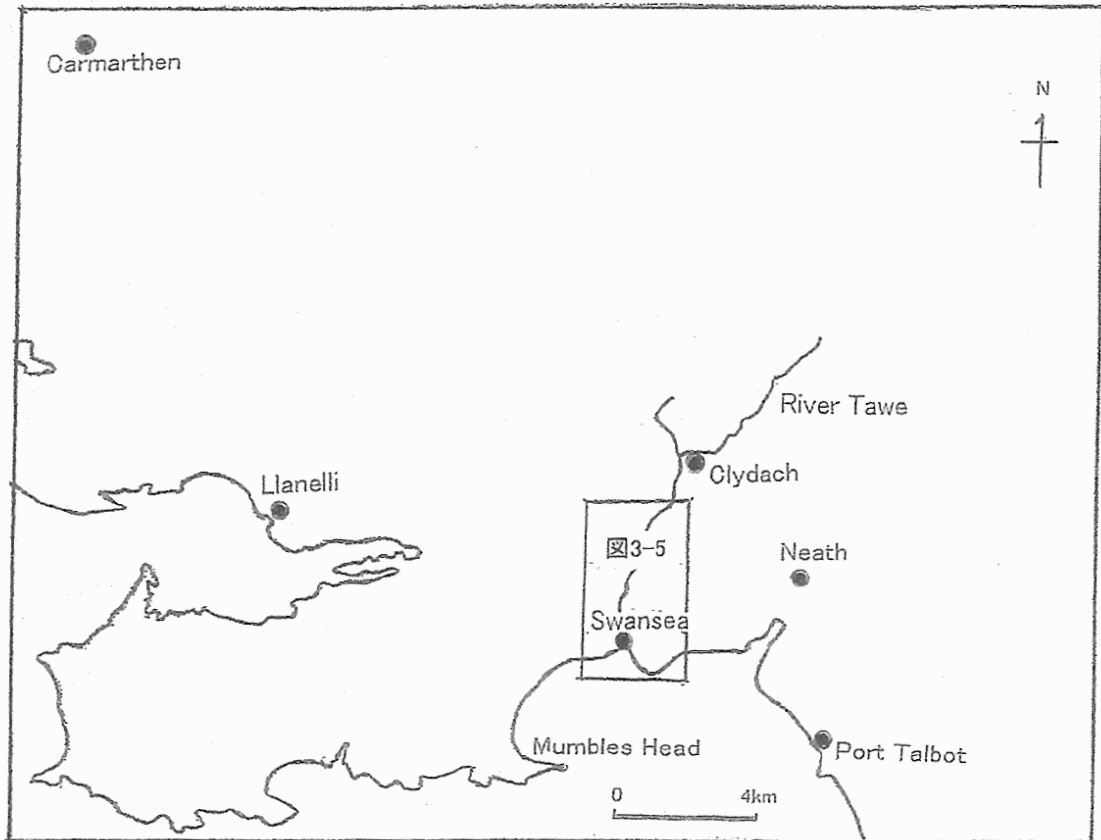 Carmarthen
N
River Tawe
Clydach
Llanelli
図3-5
Neath
Swansea
Mumbles Head
Port Talbot
0 4km